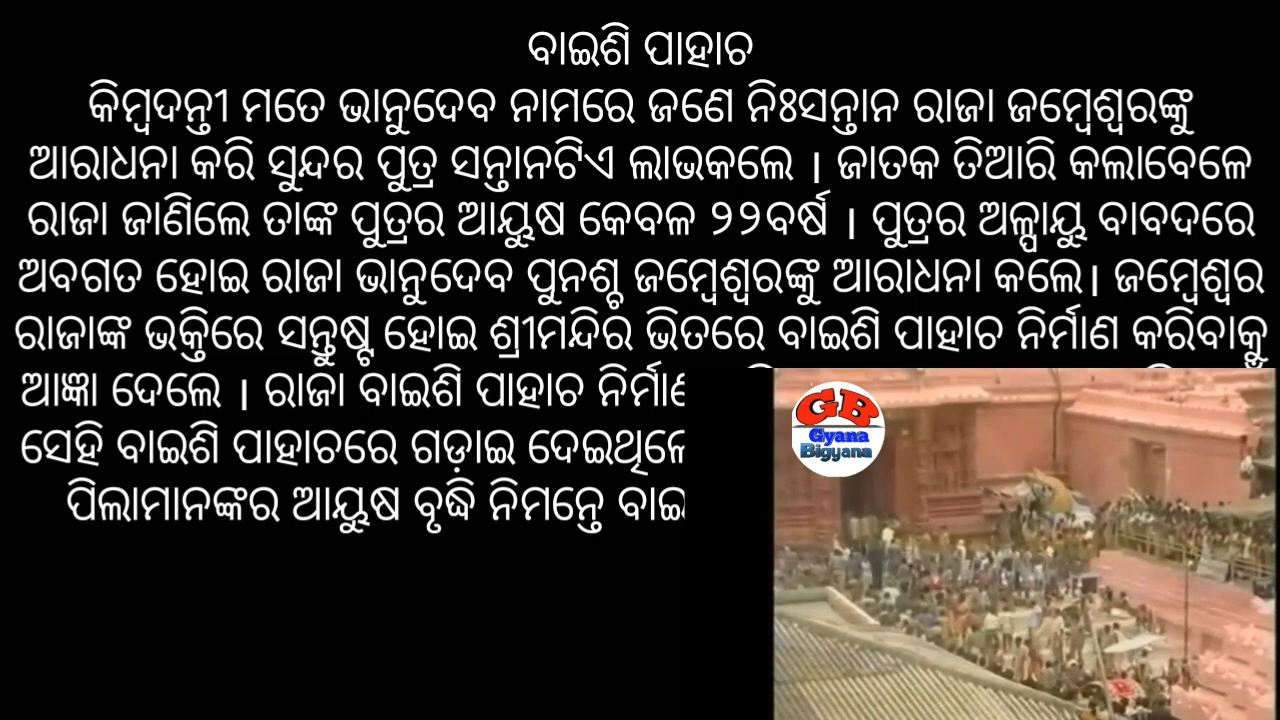 ବାଇଶି ପାହାଚ
କିମ୍ବଦନ୍ତୀ ମତେ ଭାନୁଦେବ ନାମରେ ଜଣେ ନିଃସନ୍ତାନ ରାଜା ଜମ୍ବେଶ୍ୱରଙ୍କୁ
ଆରାଧନା କରି ସୁନ୍ଦର ପୁତ୍ର ସନ୍ତାନଟିଏ ଲାଭକଲେ । ଜାତକ ତିଆରି କଲାବେଳେ
ରାଜା ଜାଣିଲେ ତାଙ୍କ ପୁତ୍ରର ଆୟୁଷ କେବଳ ୨୨ବର୍ଷ । ପୁତ୍ରର ଅଳ୍ପାୟୁ ବାବଦରେ
ଅବଗତ ହୋଇ ରାଜା ଭାନୁଦେବ ପୁନଶ୍ଚ ଜମ୍ବେଶ୍ୱରଙ୍କୁ ଆରାଧନା କଲେ। ଜମ୍ବେଶ୍ୱର
ରାଜାଙ୍କ ଭକ୍ତିରେ ସନ୍ତୁଷ୍ଟ ହୋଇ ଶ୍ରୀମନ୍ଦିର ଭିତରେ ବାଇଶି ପାହାଚ ନିର୍ମାଣ କରିବାକୁ
ଆଜ୍ଞା ଦେଲେ । ରାଜା ବାଇଶି ପାହାଚ
ସେହି ବାଇଶି ପାହାଚରେ ଗଡ଼ାଇ
ପିଲାମାନଙ୍କର ଆୟୁଷ ବୃଦ୍ଧି ନିମନ୍ତେ
GB
Gyana
Bigyana